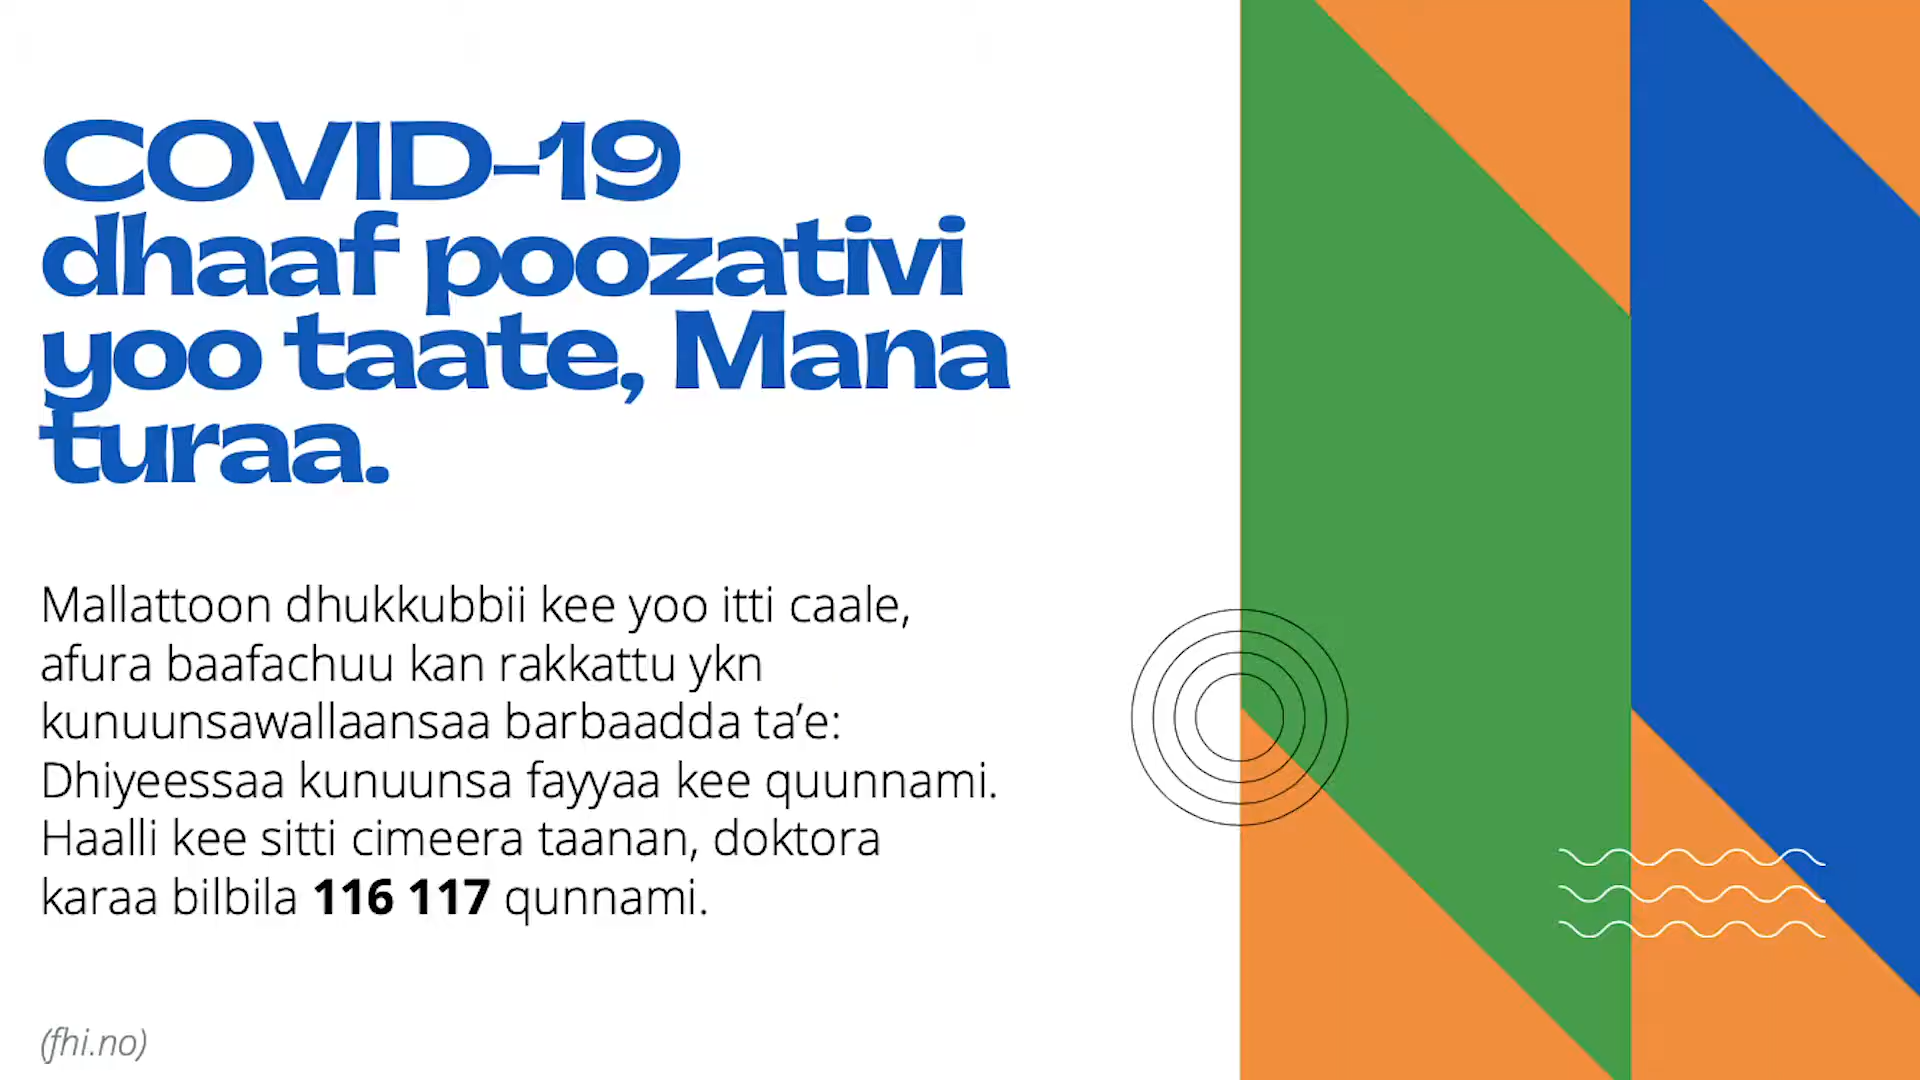 COVID-19
dhaaf poozativi
yoo taate, Mana
turaa.
Mallattoon dhukkubbii kee yoo itti caale,
afura baafachuu kan rakkattu ykn
kunuunsawallaansaa barbaadda ta’e:
Dhiyeessaa kunuunsa fayyaa kee quunnami.
Haalli kee sitti cimeera taanan, doktora
karaa bilbila 116 117 qunnami.
(fhi.no)